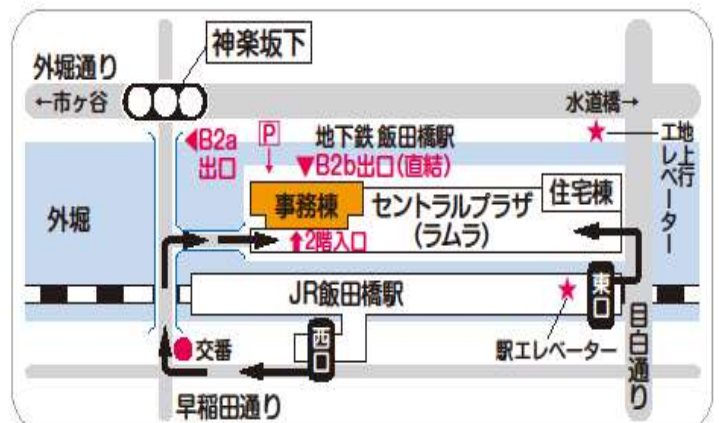 神楽坂下
外堀通り
←市ヶ谷
水道橋→
◀B2a
出口
P
地下鉄 飯田橋駅
▼B2b出口(直結)
地上行
エレベーター
外堀
事務棟
セントラルプラザ
(ラムラ)
住宅棟
⬆2階入口
JR飯田橋駅
東口
西口
交番
駅エレベーター
目白通り
早稲田通り